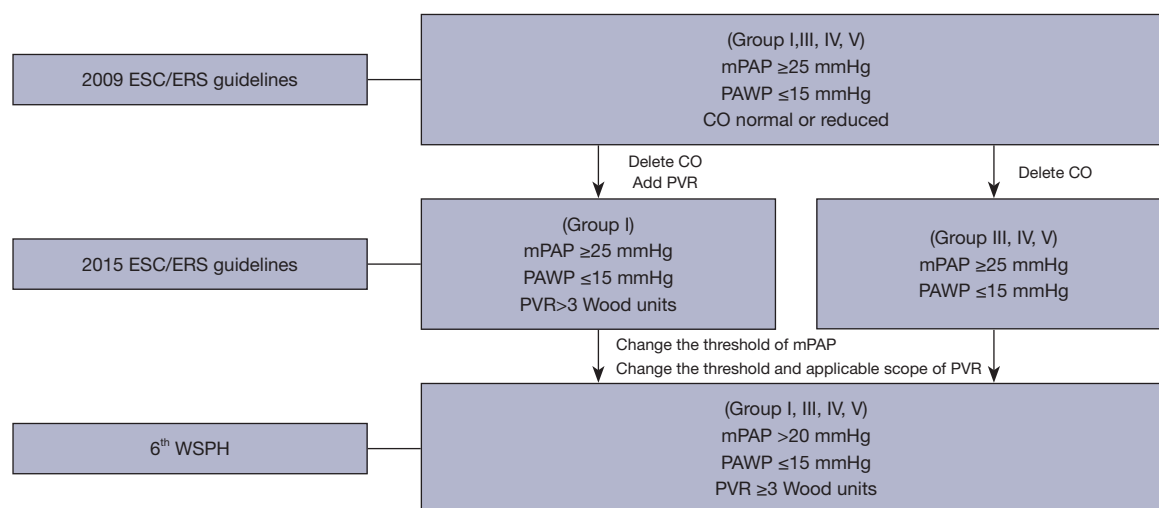 2009 ESC/ERS guidelines
(Group I,III, IV, V)
mPAP ≥25 mmHg
PAWP ≤15 mmHg
CO normal or reduced
Delete CO
Add PVR
Delete CO
2015 ESC/ERS guidelines
(Group I)
mPAP ≥25 mmHg
PAWP ≤15 mmHg
PVR>3 Wood units
(Group III, IV, V)
mPAP ≥25 mmHg
PAWP ≤15 mmHg
Change the threshold of mPAP
Change the threshold and applicable scope of PVR
6th WSPH
(Group I, III, IV, V)
mPAP >20 mmHg
PAWP ≤15 mmHg
PVR ≥3 Wood units